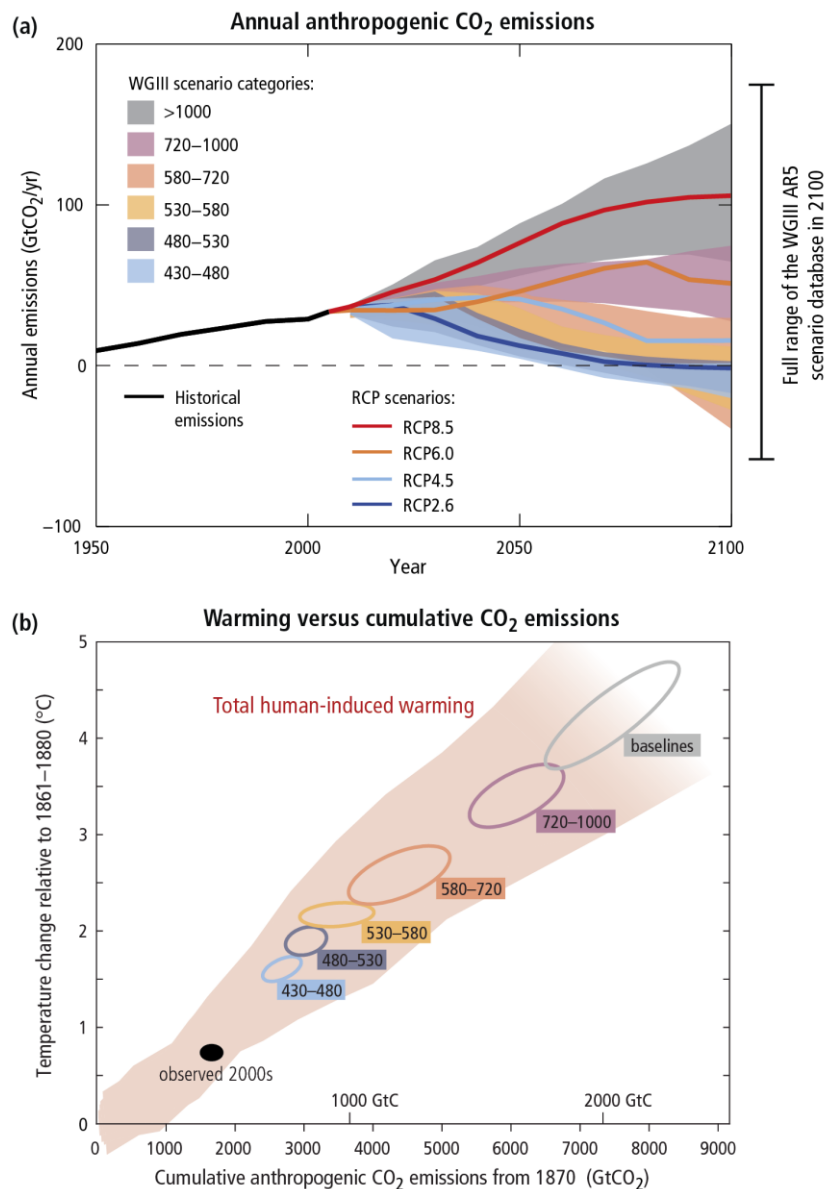 (a)
Annual anthropogenic CO₂ emissions
200
WGIII scenario categories:
>1000
720–1000
580–720
530–580
480–530
430–480
100
0
−100
Annual emissions (GtCO₂/yr)
Historical
emissions
RCP scenarios:
RCP8.5
RCP6.0
RCP4.5
RCP2.6
1950
2000
2050
2100
Year
Full range of the WGIII AR5
scenario database in 2100
(b)
Warming versus cumulative CO₂ emissions
5
4
3
2
1
0
Temperature change relative to 1861–1880 (°C)
Total human-induced warming
baselines
720–1000
580–720
530–580
480–530
430–480
observed 2000s
1000 GtC
2000 GtC
0
1000
2000
3000
4000
5000
6000
7000
8000
9000
Cumulative anthropogenic CO₂ emissions from 1870 (GtCO₂)